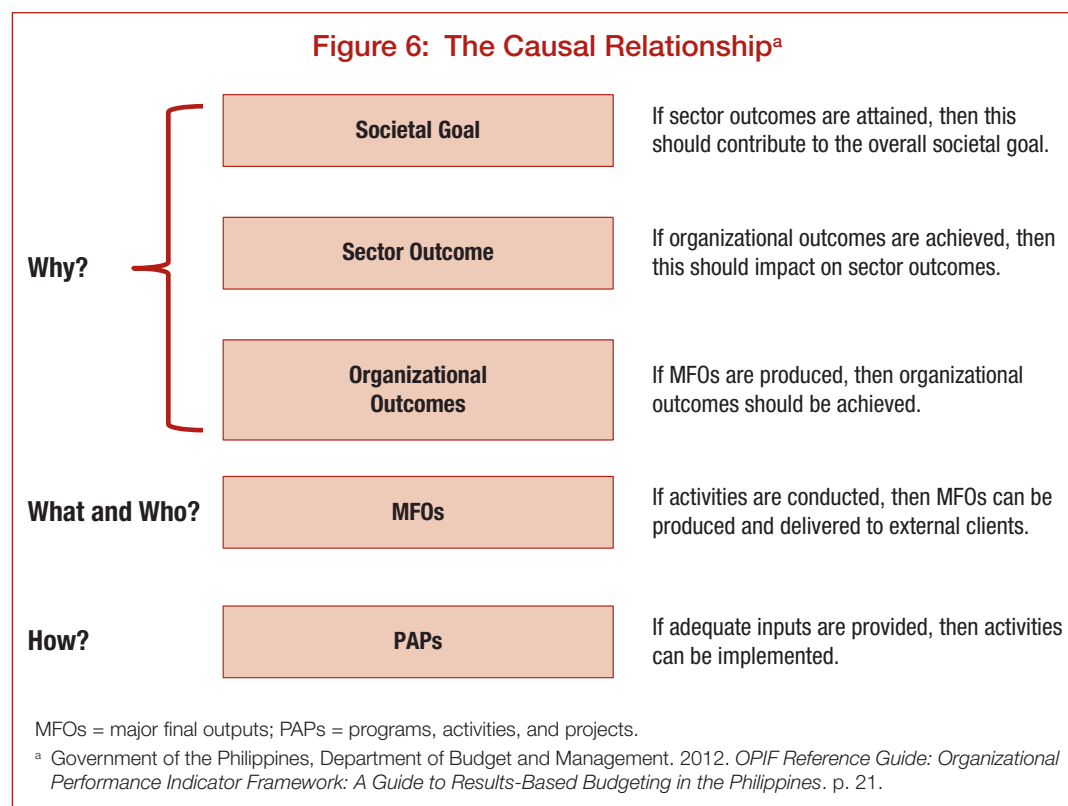 Figure 6: The Causal Relationshipᵃ
Societal Goal
If sector outcomes are attained, then this
should contribute to the overall societal goal.
Why?
Sector Outcome
If organizational outcomes are achieved, then
this should impact on sector outcomes.
Organizational
Outcomes
If MFOs are produced, then organizational
outcomes should be achieved.
What and Who?
MFOs
If activities are conducted, then MFOs can be
produced and delivered to external clients.
How?
PAPs
If adequate inputs are provided, then activities
can be implemented.
MFOs = major final outputs; PAPs = programs, activities, and projects.
ᵃ Government of the Philippines, Department of Budget and Management. 2012. OPIF Reference Guide: Organizational
Performance Indicator Framework: A Guide to Results-Based Budgeting in the Philippines. p. 21.